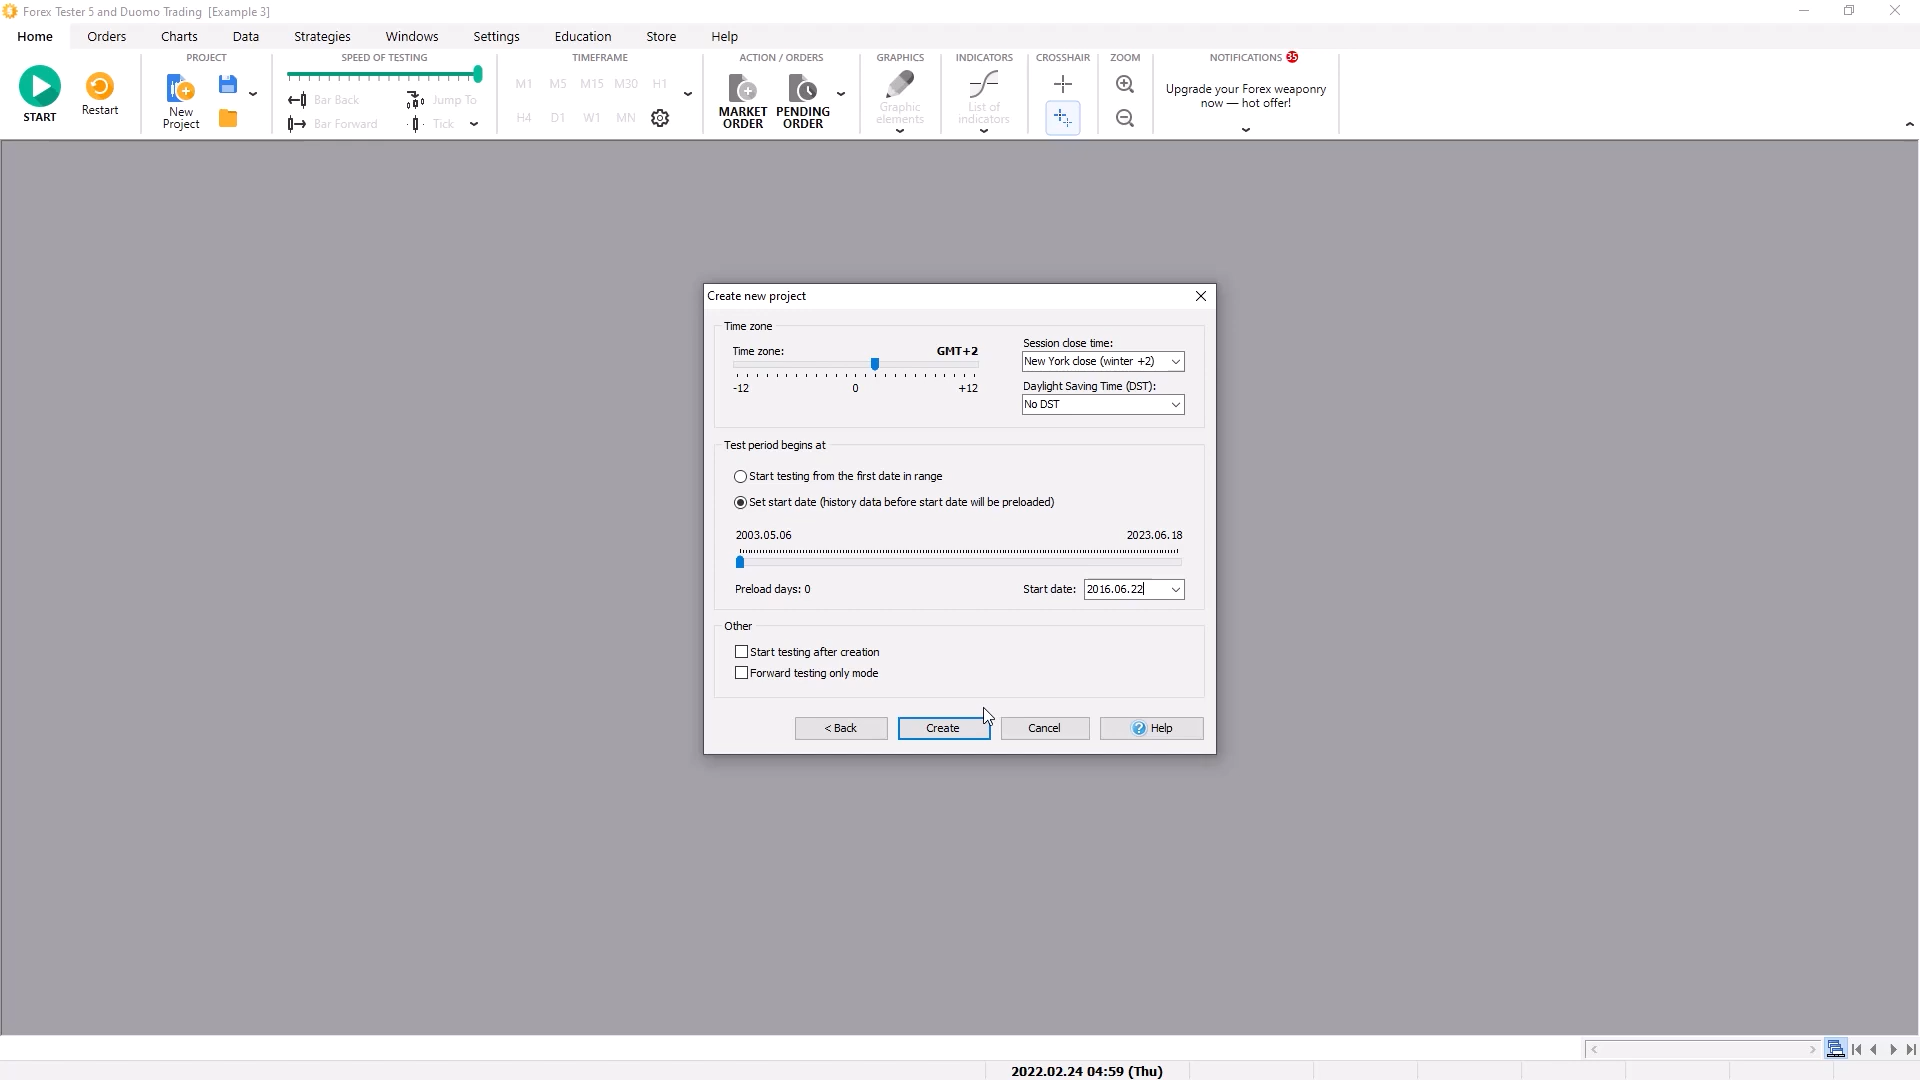 Forex Tester 5 and Duomo Trading [Example 3]
Home Orders Charts Data Strategies Windows Settings Education Store Help
PROJECT SPEED OF TESTING TIMEFRAME ACTION / ORDERS GRAPHICS INDICATORS CROSSHAIR ZOOM NOTIFICATIONS 35
START
Restart
New
Project
Bar Back
Jump To
Bar Forward
Tick
M1 M5 M15 M30 H1
H4 D1 W1 MN
MARKET
ORDER
PENDING
ORDER
Graphic
elements
List of
indicators
Upgrade your Forex weaponry
now — hot offer!
Create new project
Time zone
Time zone: GMT+2
-12 0 +12
Session close time:
New York close (winter +2)
Daylight Saving Time (DST):
No DST
Test period begins at
Start testing from the first date in range
Set start date (history data before start date will be preloaded)
2003.05.06 2023.06.18
Preload days: 0 Start date: 2016.06.22
Other
Start testing after creation
Forward testing only mode
< Back Create Cancel ? Help
2022.02.24 04:59 (Thu)